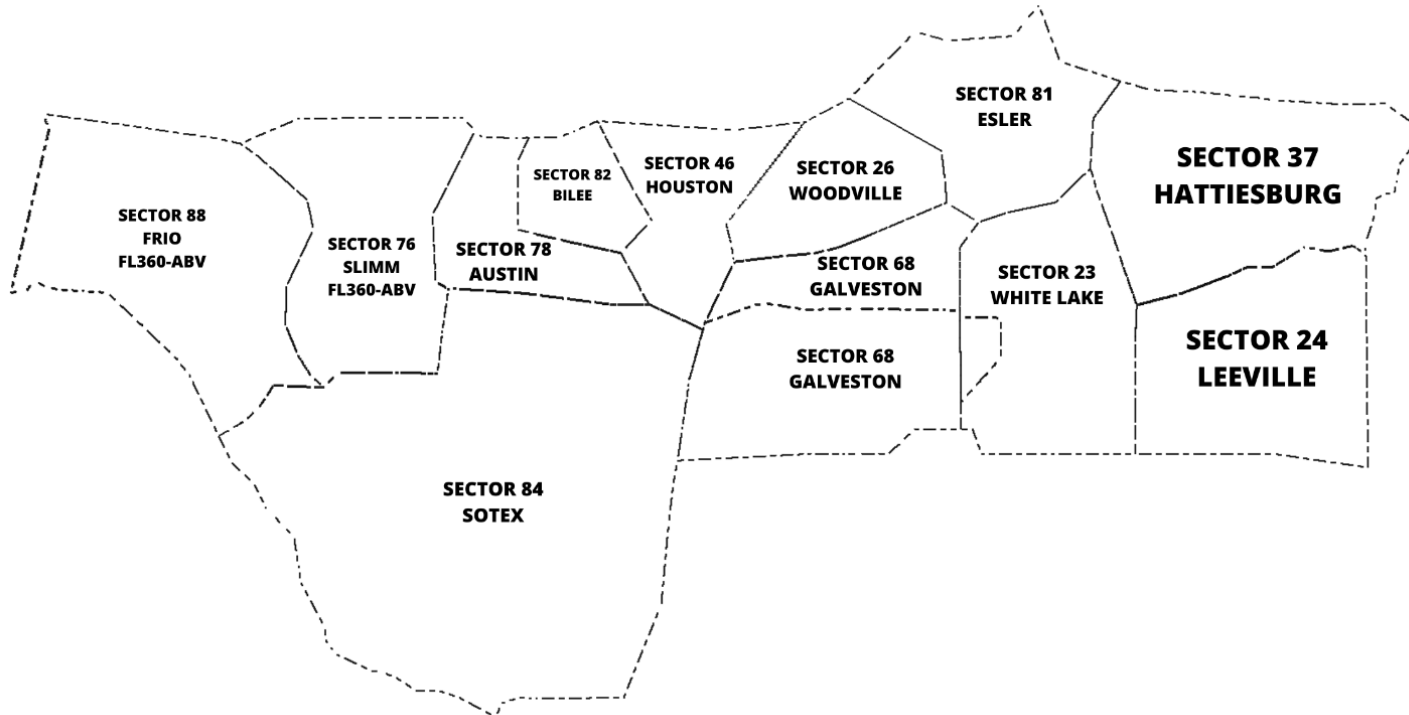 SECTOR 81
ESLER
SECTOR 37
HATTIESBURG
SECTOR 46
HOUSTON
SECTOR 26
WOODVILLE
SECTOR 82
BILEE
SECTOR 88
FRIO
FL360-ABV
SECTOR 76
SLIMM
FL360-ABV
SECTOR 78
AUSTIN
SECTOR 68
GALVESTON
SECTOR 23
WHITE LAKE
SECTOR 24
LEEVILLE
SECTOR 68
GALVESTON
SECTOR 84
SOTEX